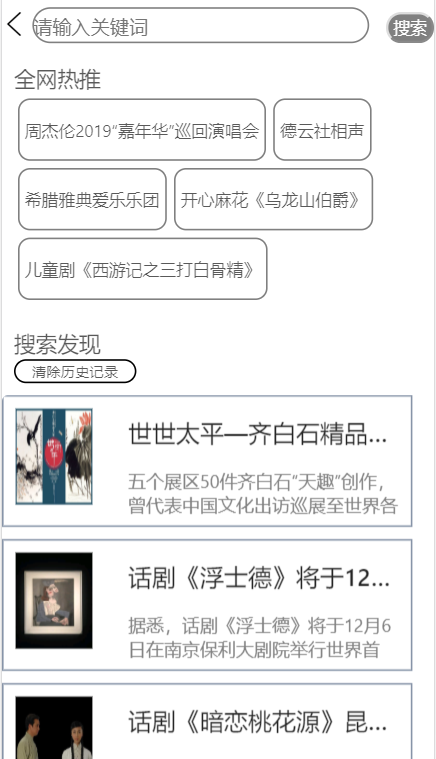 请输入关键词
搜索
全网热推
周杰伦2019“嘉年华”巡回演唱会
德云社相声
希腊雅典爱乐乐团
开心麻花《乌龙山伯爵》
儿童剧《西游记之三打白骨精》
搜索发现
清除历史记录
世世太平—齐白石精品...
五个展区50件齐白石“天趣”创作，
曾代表中国文化出访巡展至世界各
话剧《浮士德》将于12...
据悉，话剧《浮士德》将于12月6
日在南京保利大剧院举行世界首
话剧《暗恋桃花源》昆...